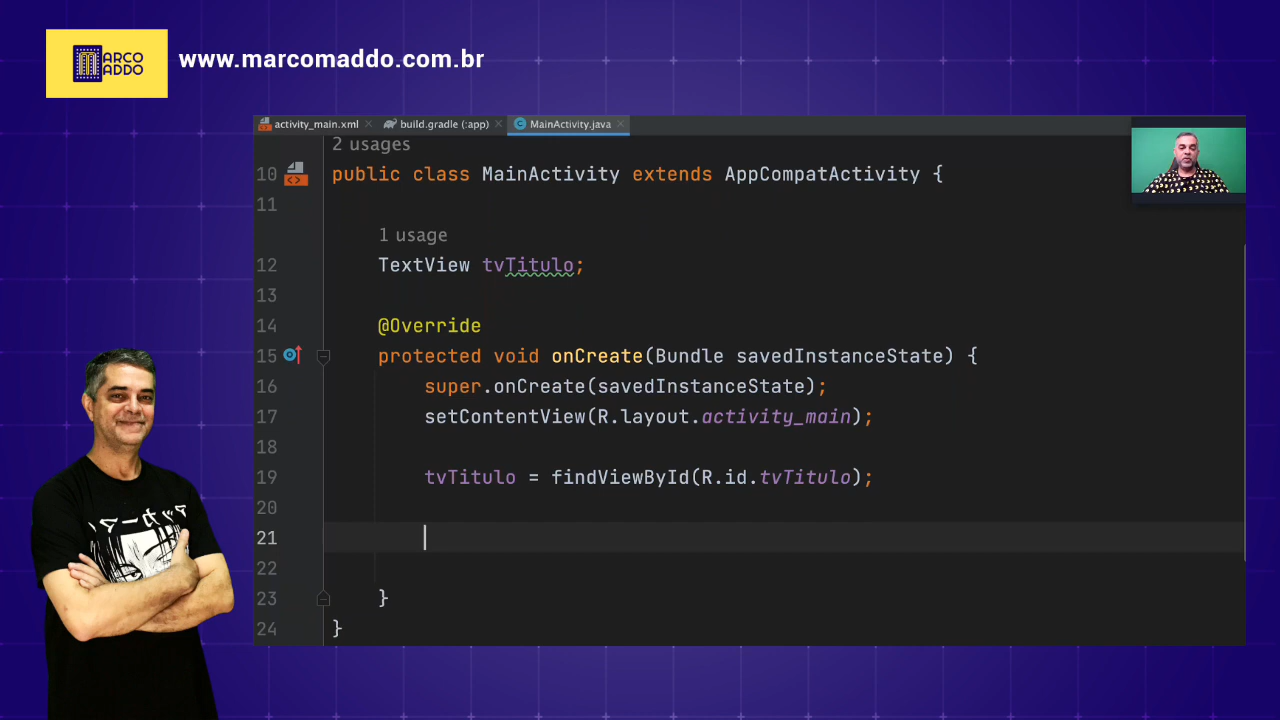 MARCO
MADDO
www.marcomaddo.com.br
activity_main.xml
build.gradle (:app)
MainActivity.java
2 usages
10 public class MainActivity extends AppCompatActivity {
11
1 usage
12 TextView tvTitulo;
13
14 @Override
15 protected void onCreate(Bundle savedInstanceState) {
16 super.onCreate(savedInstanceState);
17 setContentView(R.layout.activity_main);
18
19 tvTitulo = findViewById(R.id.tvTitulo);
20
21
22
23 }
24 }